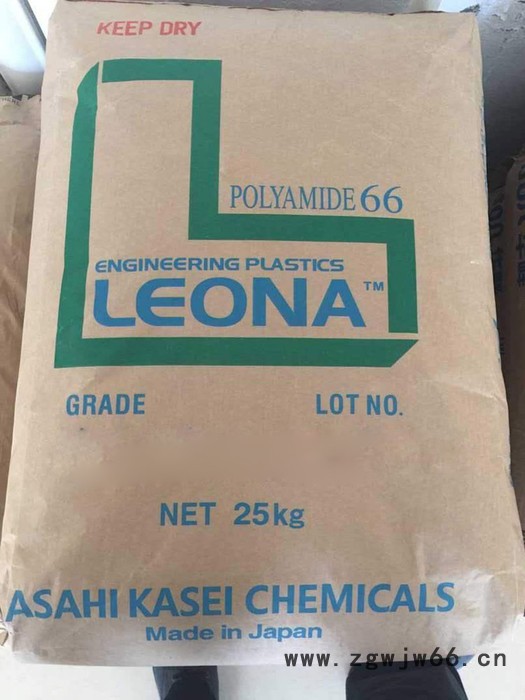 KEEP DRY
POLYAMIDE 66
ENGINEERING PLASTICS
LEONA™
GRADE LOT NO.
NET 25kg
ASAHI KASEI CHEMICALS
Made in Japan
www.zgwjw66.cn